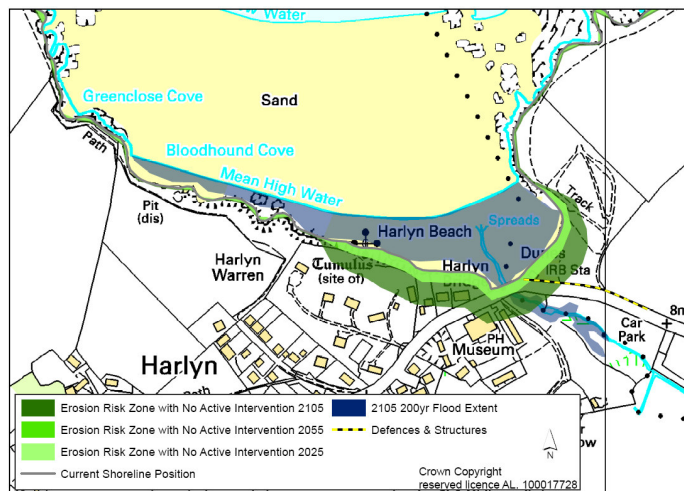 Water
Greenclose Cove
Sand
Path
Bloodhound Cove
Mean High Water
Track
Pit
(dis)
Spreads
Harlyn Beach
Harlyn
Warren
Tumulus
(site of)
Harlyn
IRB Sta
8m
Car
Park
PH
Museum
Harlyn
Path
Erosion Risk Zone with No Active Intervention 2105
2105 200yr Flood Extent
Erosion Risk Zone with No Active Intervention 2055
Defences & Structures
Erosion Risk Zone with No Active Intervention 2025
N
Current Shoreline Position
Crown Copyright
reserved licence AL. 100017728